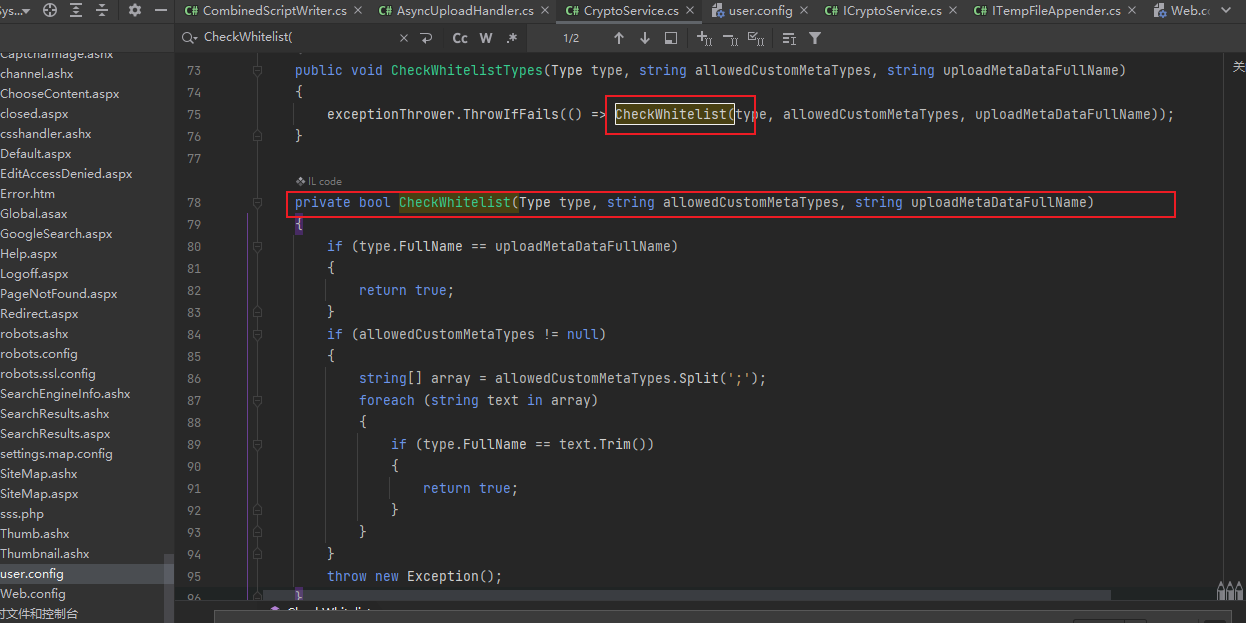 CombinedScriptWriter.cs
AsyncUploadHandler.cs
CryptoService.cs
user.config
ICryptoService.cs
ITempFileAppender.cs
CheckWhitelist(
Cc W .*
1/2
CaptchaImage.ashx
channel.ashx
ChooseContent.aspx
closed.aspx
csshandler.ashx
Default.aspx
EditAccessDenied.aspx
Error.htm
Global.asax
GoogleSearch.aspx
Help.aspx
Logoff.aspx
PageNotFound.aspx
Redirect.aspx
robots.ashx
robots.config
robots.ssl.config
SearchEngineInfo.ashx
SearchResults.ashx
SearchResults.aspx
settings.map.config
SiteMap.ashx
SiteMap.aspx
sss.php
Thumb.ashx
Thumbnail.ashx
user.config
Web.config
文件和控制台
73 public void CheckWhitelistTypes(Type type, string allowedCustomMetaTypes, string uploadMetaDataFullName)
74 {
75 exceptionThrower.ThrowIfFails(() => CheckWhitelist(type, allowedCustomMetaTypes, uploadMetaDataFullName));
76 }
77
IL code
78 private bool CheckWhitelist(Type type, string allowedCustomMetaTypes, string uploadMetaDataFullName)
79 {
80 if (type.FullName == uploadMetaDataFullName)
81 {
82 return true;
83 }
84 if (allowedCustomMetaTypes != null)
85 {
86 string[] array = allowedCustomMetaTypes.Split(';');
87 foreach (string text in array)
88 {
89 if (type.FullName == text.Trim())
90 {
91 return true;
92 }
93 }
94 }
95 throw new Exception();
96 }